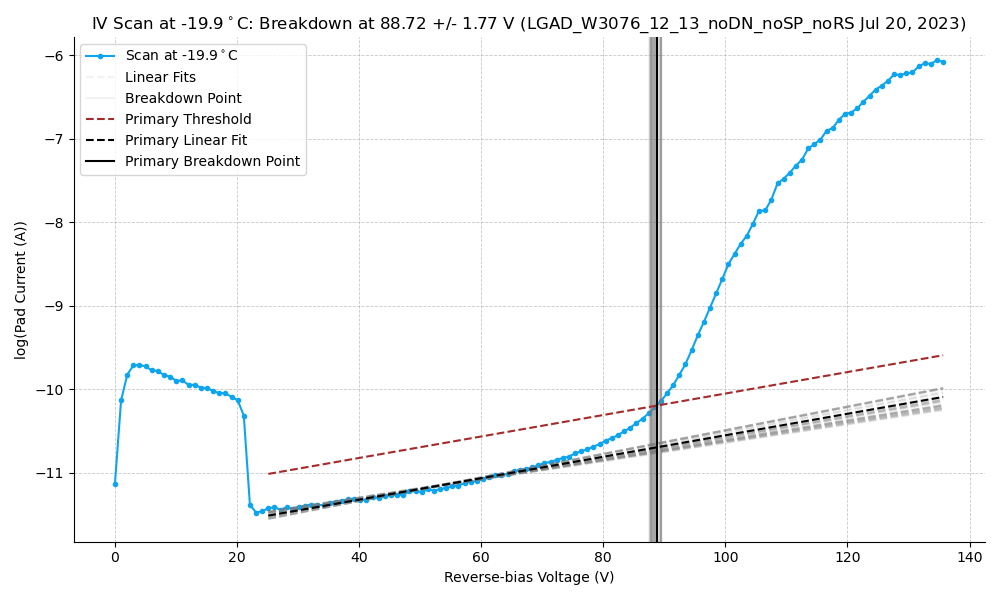 IV Scan at -19.9°C: Breakdown at 88.72 +/- 1.77 V (LGAD_W3076_12_13_noDN_noSP_noRS Jul 20, 2023)
Scan at -19.9°C
Linear Fits
Breakdown Point
Primary Threshold
Primary Linear Fit
Primary Breakdown Point
log(Pad Current (A))
−6
−7
−8
−9
−10
−11
0 20 40 60 80 100 120 140
Reverse-bias Voltage (V)